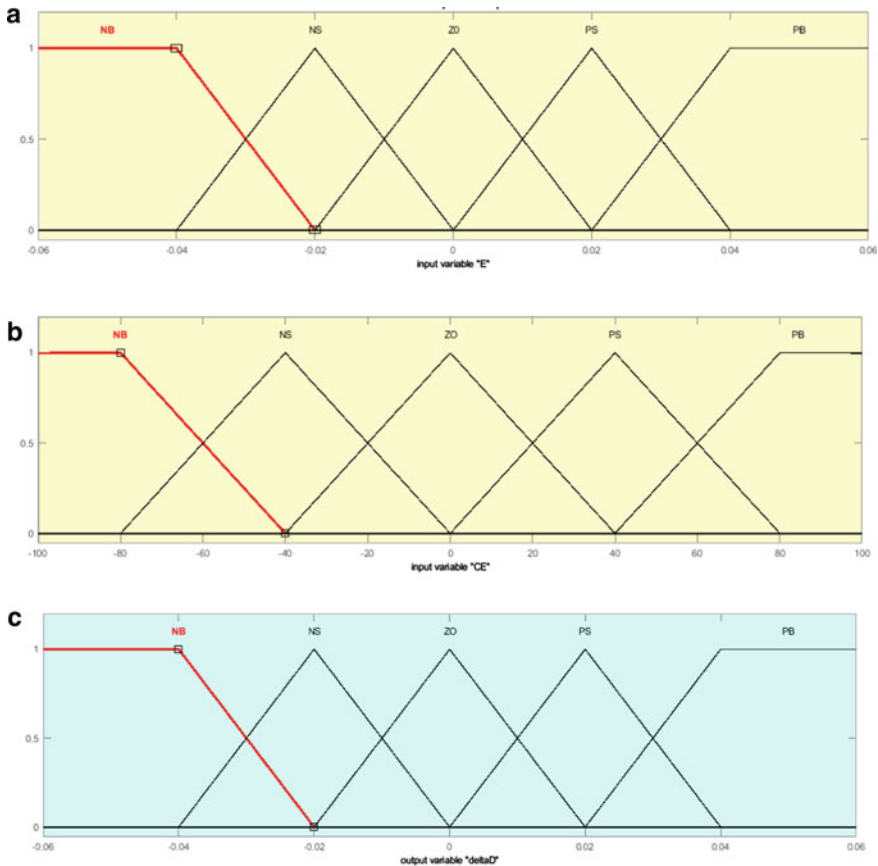 a
NB NS Z0 PS PB
1
0.5
0
-0.06 -0.04 -0.02 0 0.02 0.04 0.06
input variable "E"
b
NB NS ZO PS PB
1
0.5
0
-100 -80 -60 -40 -20 0 20 40 60 80 100
input variable "CE"
c
NB NS ZO PS PB
1
0.5
0
-0.06 -0.04 -0.02 0 0.02 0.04 0.06
output variable "deltaD"